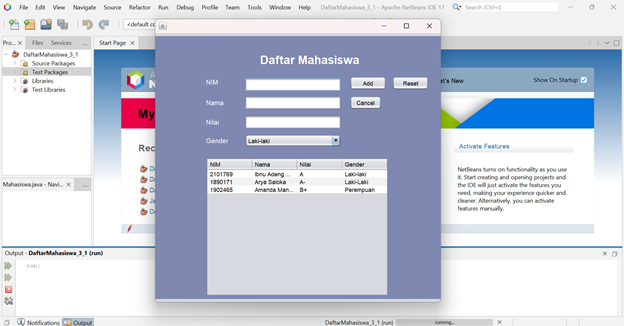 File Edit View Navigate Source Refactor Run Debug Profile Team Tools Window Help DaftarMahasiswa_3_1 - Apache NetBeans IDE 17 Search (Ctrl+I)
<default co
Pro... Files Services Start Page
DaftarMahasiswa_3_1
Source Packages
Test Packages
Libraries
Test Libraries
Mahasiswa.java - Navi...
My
Rec
What's New
Show On Startup
Activate Features
NetBeans turns on functionality as you use
it. Start creating and opening projects and
the IDE will just activate the features you
need, making your experience quicker and
cleaner. Alternatively, you can activate
features manually.
Daftar Mahasiswa
NIM Add Reset
Nama Cancel
Nilai
Gender Laki-laki
NIM Nama Nilai Gender
2101769 Ibnu Adeng ... A Laki-laki
1890171 Arya Saloka A- Laki-Laki
1902465 Amanda Man... B+ Perempuan
Output - DaftarMahasiswa_3_1 (run)
run:
Notifications Output DaftarMahasiswa_3_1 (run) running...